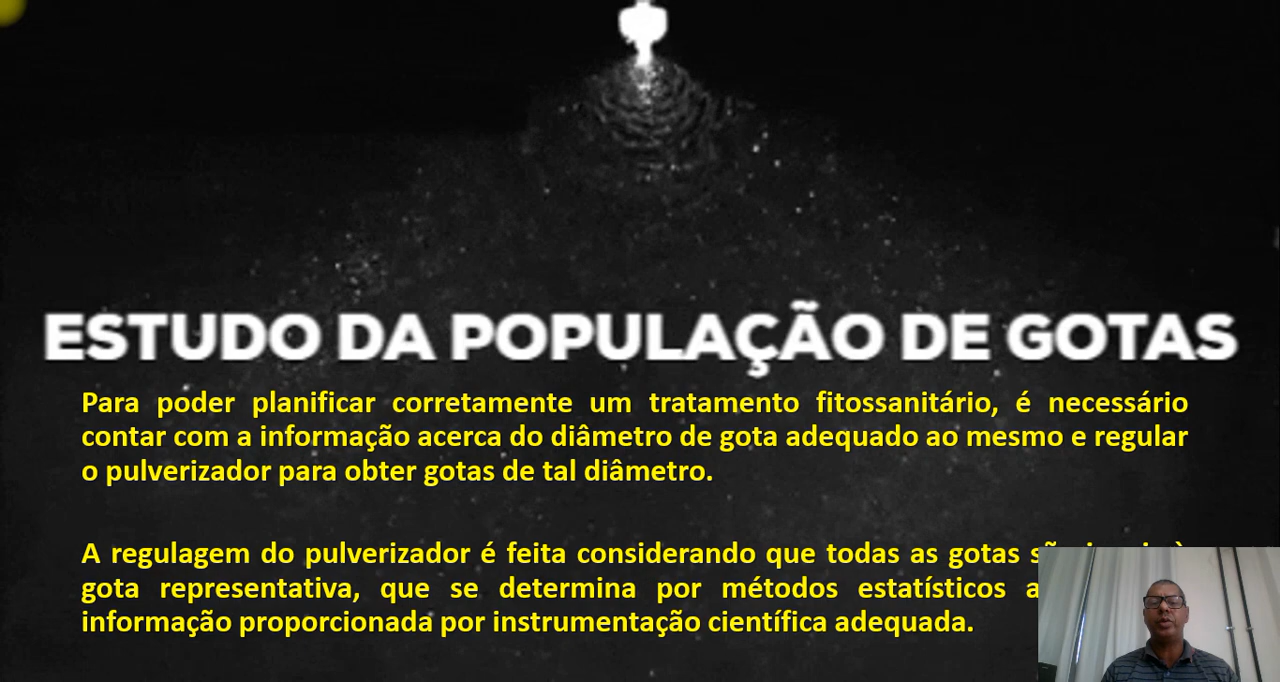 ESTUDO DA POPULAÇÃO DE GOTAS
Para poder planificar corretamente um tratamento fitossanitário, é necessário
contar com a informação acerca do diâmetro de gota adequado ao mesmo e regular
o pulverizador para obter gotas de tal diâmetro.
A regulagem do pulverizador é feita considerando que todas as gotas
gota representativa, que se determina por métodos estatísticos
informação proporcionada por instrumentação científica adequada.